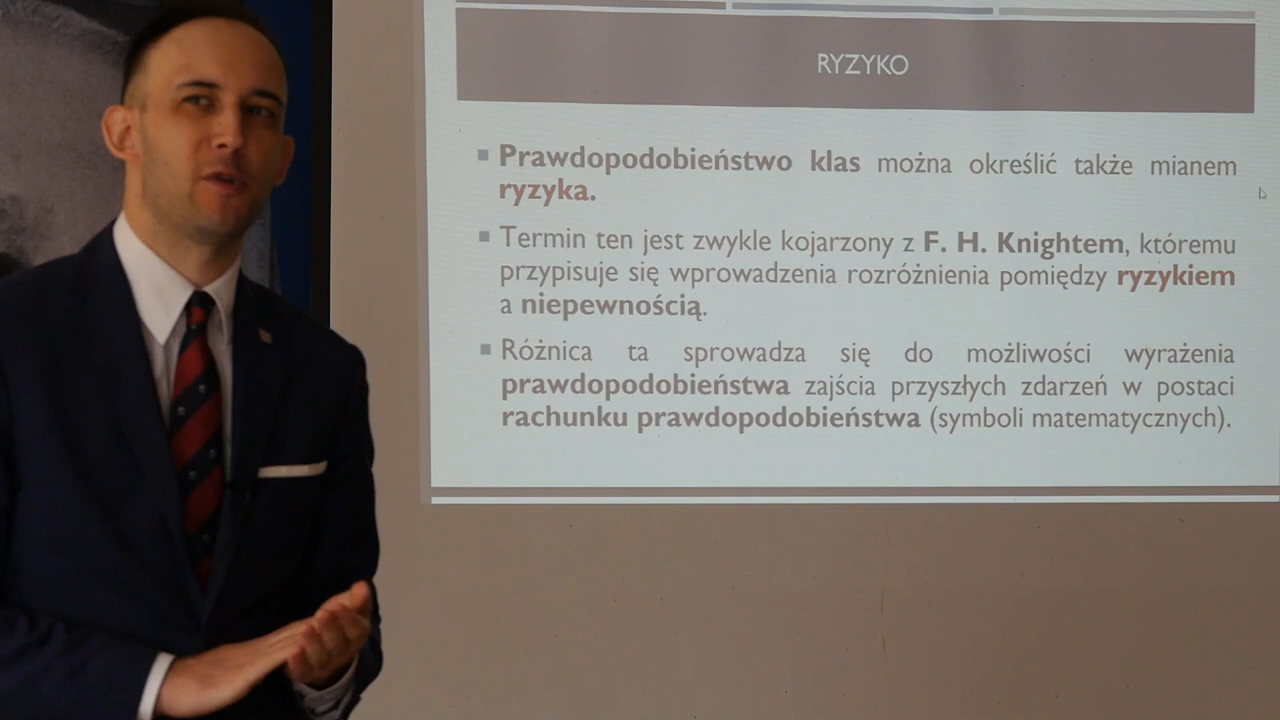 RYZYKO
Prawdopodobieństwo klas można określić także mianem
ryzyka.
Termin ten jest zwykle kojarzony z F. H. Knightem, któremu
przypisuje się wprowadzenia rozróżnienia pomiędzy ryzykiem
a niepewnością.
Różnica ta sprowadza się do możliwości wyrażenia
prawdopodobieństwa zajścia przyszłych zdarzeń w postaci
rachunku prawdopodobieństwa (symboli matematycznych).